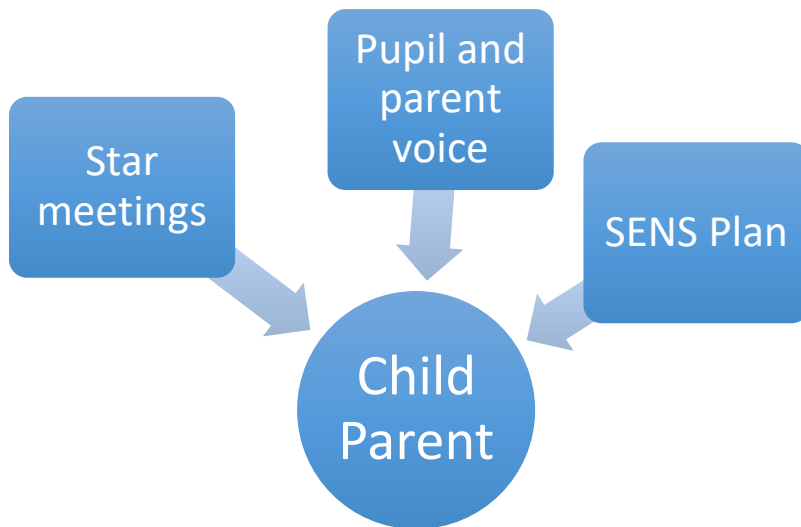 Pupil and
parent
voice
Star
meetings
SENS Plan
Child
Parent